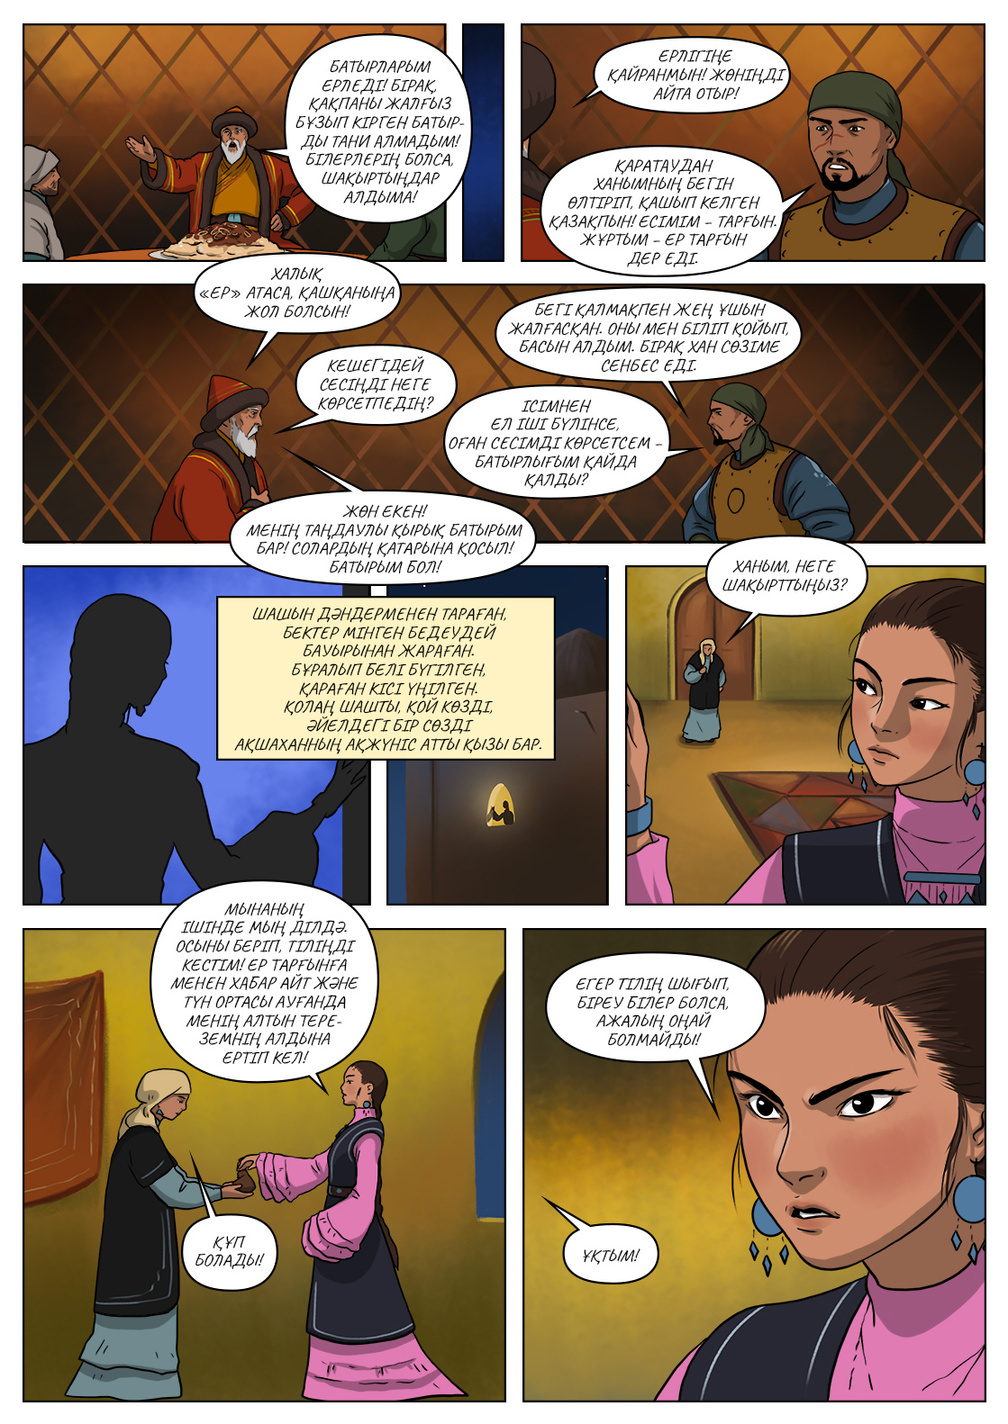 БАТЫРЛАРЫМ
ЕРЛЕДІ! БІРАҚ,
ҚАҚПАНЫ ЖАЛҒЫЗ
БҰЗЫП КІРГЕН БАТЫР-
ДЫ ТАНИ АЛМАДЫМ!
БІЛЕРЛЕРІҢ БОЛСА,
ШАҚЫРТЫҢДАР
АЛДЫМА!
ЕРЛІГІҢЕ
ҚАЙРАНМЫН! ЖӨНІҢДІ
АЙТА ОТЫР!
ҚАРАТАУДАН
ХАНЫМНЫҢ БЕГІН
ӨЛТІРІП, ҚАШЫП КЕЛГЕН
ҚАЗАҚПЫН! ЕСІМІМ – ТАРҒЫН.
ЖҰРТЫМ – ЕР ТАРҒЫН
ДЕР ЕДІ.
ХАЛЫҚ
«ЕР» АТАСА, ҚАШҚАНЫҢА
ЖОЛ БОЛСЫН!
КЕШЕГІДЕЙ
СЕСІҢДІ НЕГЕ
КӨРСЕТПЕДІҢ?
БЕГІ ҚАЛМАҚПЕН ЖЕҢ ҰШЫН
ЖАЛҒАСҚАН. ОНЫ МЕН БІЛІП ҚОЙЫП,
БАСЫН АЛДЫМ. БІРАҚ ХАН СӨЗІМЕ
СЕНБЕС ЕДІ.
ІСІМНЕН
ЕЛ ІШІ БҮЛІНСЕ,
ОҒАН СЕСІМДІ КӨРСЕТСЕМ –
БАТЫРЛЫҒЫМ ҚАЙДА
ҚАЛДЫ?
ЖӨН ЕКЕН!
МЕНІҢ ТАҢДАУЛЫ ҚЫРЫҚ БАТЫРЫМ
БАР! СОЛАРДЫҢ ҚАТАРЫНА ҚОСЫЛ!
БАТЫРЫМ БОЛ!
ШАШЫН ДӘНДЕРМЕНЕН ТАРАҒАН,
БЕКТЕР МІНГЕН БЕДЕУДЕЙ
БАУЫРЫНАН ЖАРАҒАН.
БҰРАЛЫП БЕЛІ БҮГІЛГЕН,
ҚАРАҒАН КІСІ ҮҢІЛГЕН.
ҚОЛАҢ ШАШТЫ, ҚОЙ КӨЗДІ,
ӘЙЕЛДЕГІ БІР СӨЗДІ
АҚШАХАННЫҢ АҚЖҮНІС АТТЫ ҚЫЗЫ БАР.
ХАНЫМ, НЕГЕ
ШАҚЫРТТЫҢЫЗ?
МЫНАНЫҢ
ІШІНДЕ МЫҢ ДІЛДӘ.
ОСЫНЫ БЕРІП, ТІЛІҢДІ
КЕСТІМ! ЕР ТАРҒЫНҒА
МЕНЕН ХАБАР АЙТ ЖӘНЕ
ТҮН ОРТАСЫ АУҒАНДА
МЕНІҢ АЛТЫН ТЕРЕ-
ЗЕМНІҢ АЛДЫНА
ЕРТІП КЕЛ!
ҚҰП
БОЛАДЫ!
ЕГЕР ТІЛІҢ ШЫҒЫП,
БІРЕУ БІЛЕР БОЛСА,
АЖАЛЫҢ ОҢАЙ
БОЛМАЙДЫ!
ҰҚТЫМ!